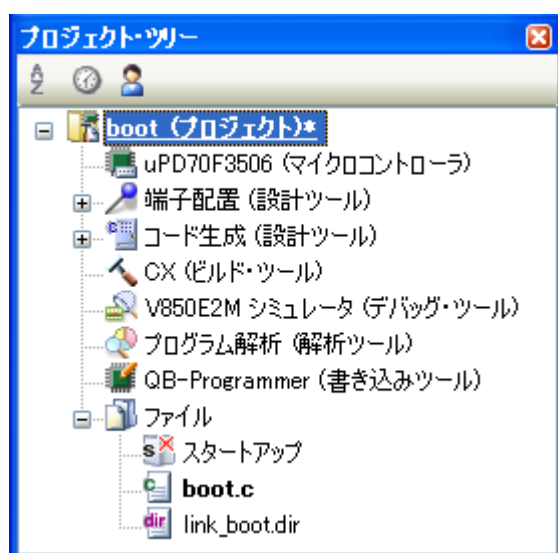 プロジェクト・ツリー
boot (プロジェクト)*
uPD70F3506 (マイクロコントローラ)
端子配置 (設計ツール)
コード生成 (設計ツール)
CX (ビルド・ツール)
V850E2M シミュレータ (デバッグ・ツール)
プログラム解析 (解析ツール)
QB-Programmer (書き込みツール)
ファイル
スタートアップ
boot.c
link_boot.dir